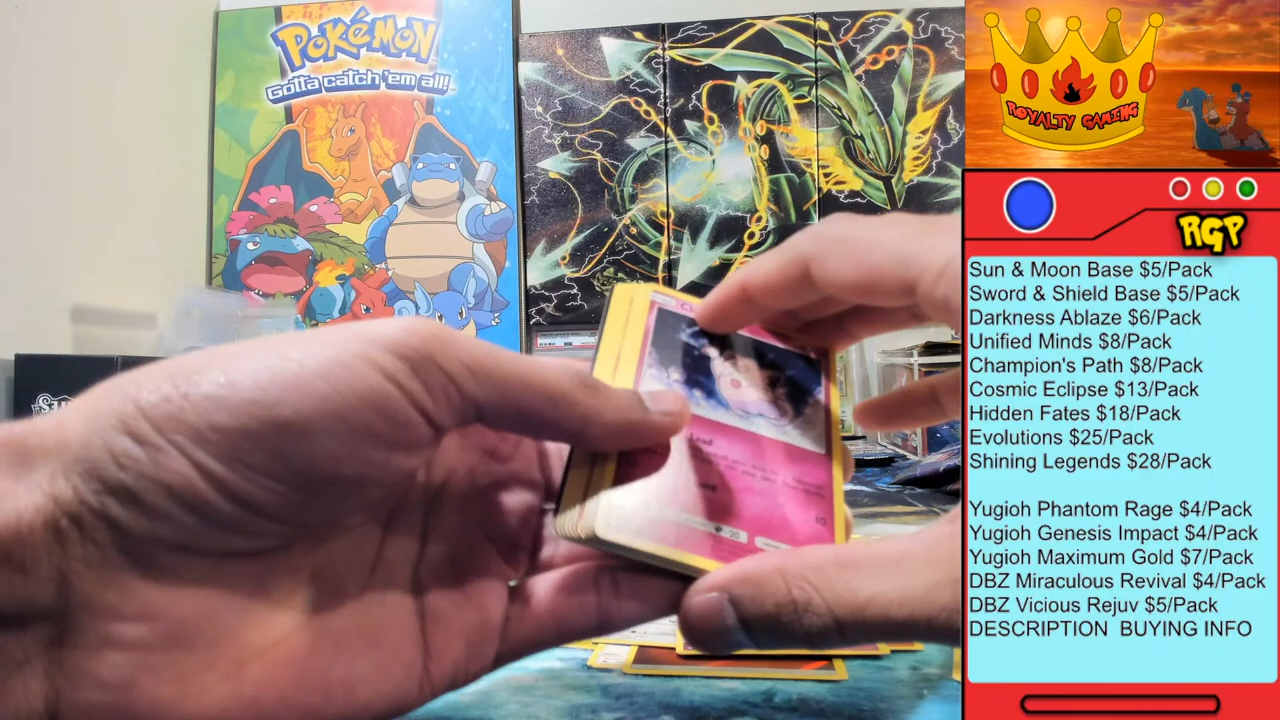 POKéMON
Gotta catch 'em all!
ROYALTY GAMING
RGP
Sun & Moon Base $5/Pack
Sword & Shield Base $5/Pack
Darkness Ablaze $6/Pack
Unified Minds $8/Pack
Champion's Path $8/Pack
Cosmic Eclipse $13/Pack
Hidden Fates $18/Pack
Evolutions $25/Pack
Shining Legends $28/Pack
Yugioh Phantom Rage $4/Pack
Yugioh Genesis Impact $4/Pack
Yugioh Maximum Gold $7/Pack
DBZ Miraculous Revival $4/Pack
DBZ Vicious Rejuv $5/Pack
DESCRIPTION BUYING INFO
10
-20